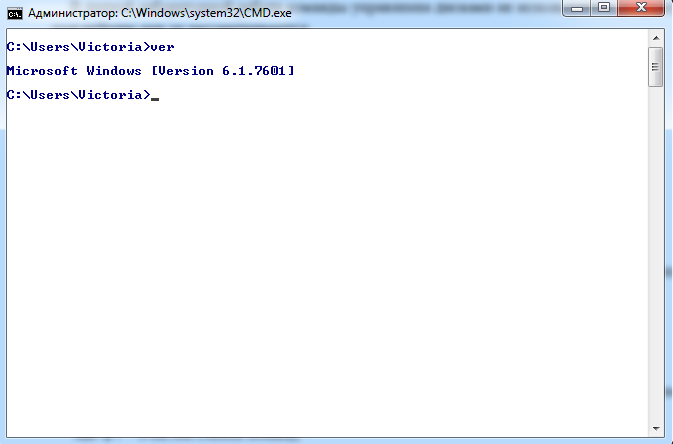 Администратор: C:\Windows\system32\CMD.exe
C:\Users\Victoria>ver
Microsoft Windows [Version 6.1.7601]
C:\Users\Victoria>_